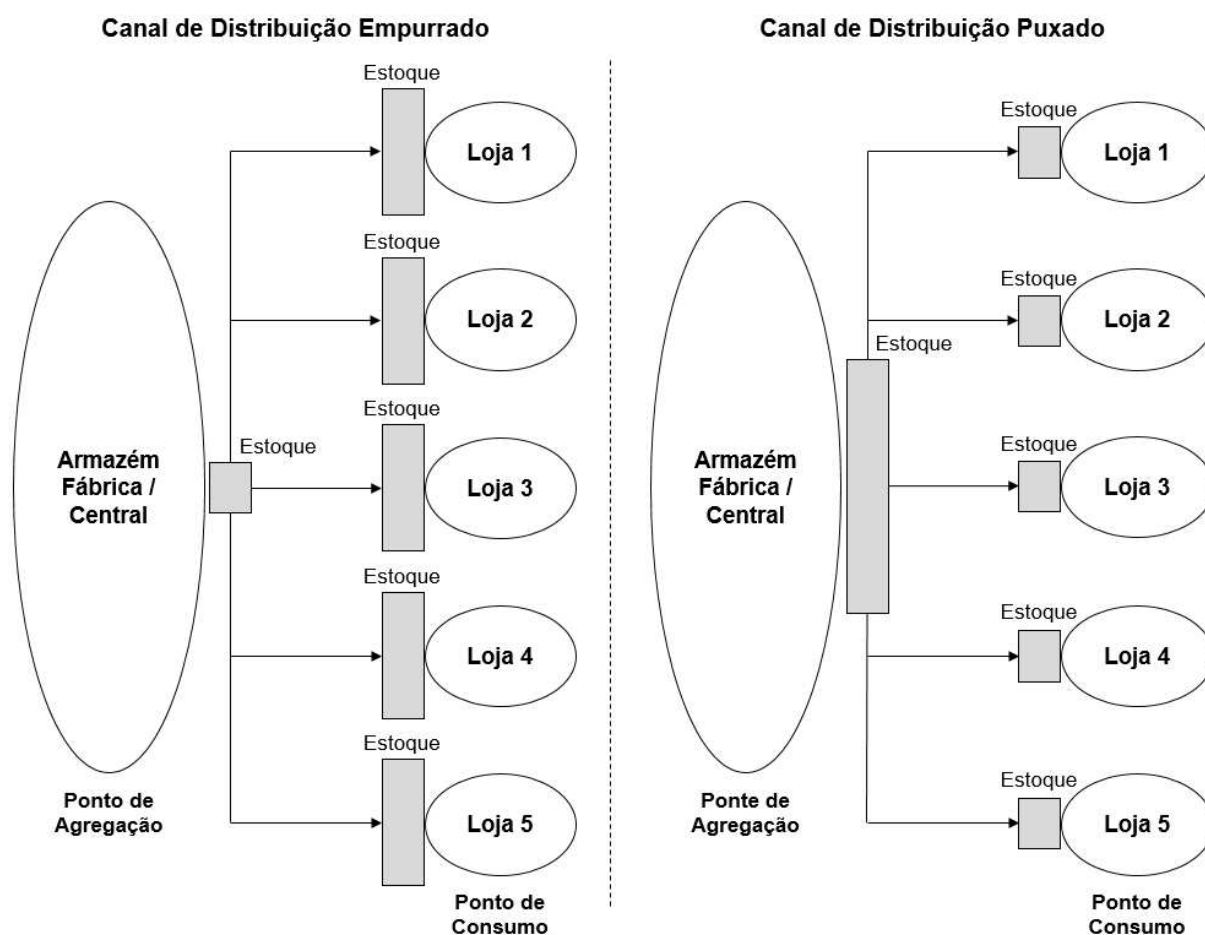 Canal de Distribuição Empurrado
Estoque
Loja 1
Estoque
Loja 2
Estoque
Estoque
Loja 3
Armazém
Fábrica /
Central
Estoque
Loja 4
Estoque
Loja 5
Ponto de
Agregação
Ponto de
Consumo
Canal de Distribuição Puxado
Estoque
Loja 1
Estoque
Loja 2
Estoque
Estoque
Loja 3
Armazém
Fábrica /
Central
Estoque
Loja 4
Estoque
Loja 5
Ponte de
Agregação
Ponto de
Consumo